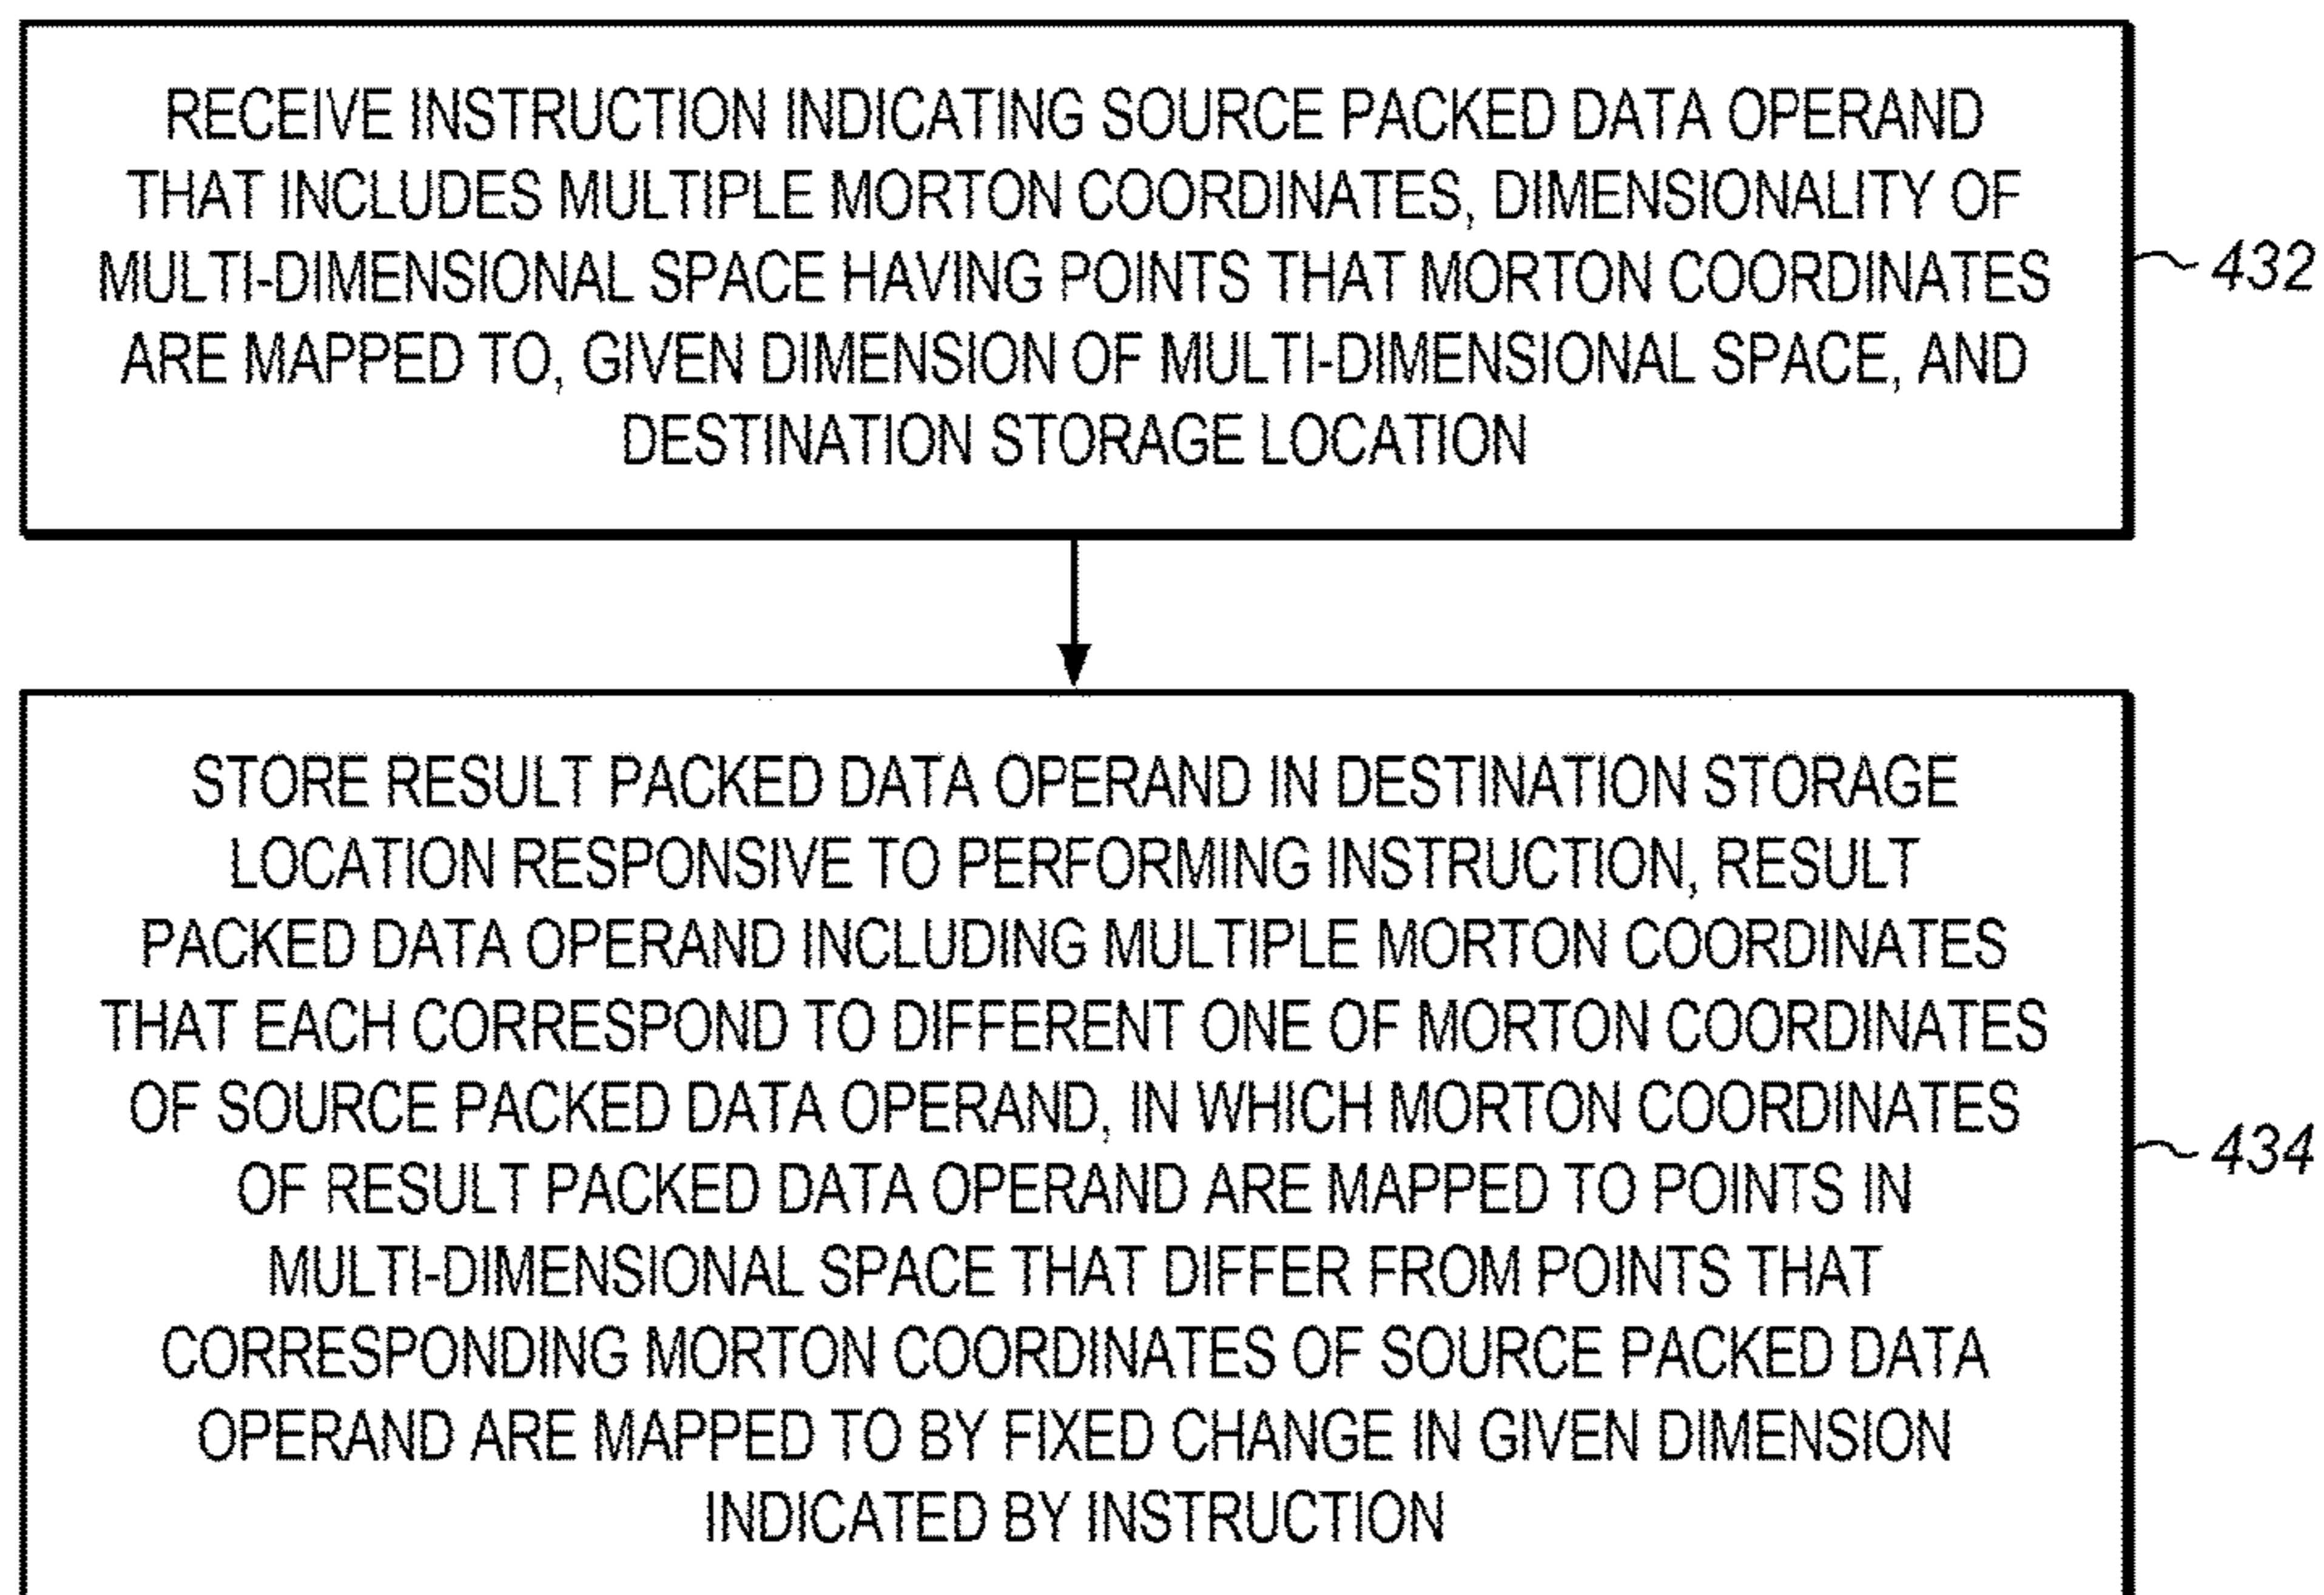 RECEIVE INSTRUCTION INDICATING SOURCE PACKED DATA OPERAND
THAT INCLUDES MULTIPLE MORTON COORDINATES, DIMENSIONALITY OF
MULTI-DIMENSIONAL SPACE HAVING POINTS THAT MORTON COORDINATES
ARE MAPPED TO, GIVEN DIMENSION OF MULTI-DIMENSIONAL SPACE, AND
DESTINATION STORAGE LOCATION
432
STORE RESULT PACKED DATA OPERAND IN DESTINATION STORAGE
LOCATION RESPONSIVE TO PERFORMING INSTRUCTION, RESULT
PACKED DATA OPERAND INCLUDING MULTIPLE MORTON COORDINATES
THAT EACH CORRESPOND TO DIFFERENT ONE OF MORTON COORDINATES
OF SOURCE PACKED DATA OPERAND, IN WHICH MORTON COORDINATES
OF RESULT PACKED DATA OPERAND ARE MAPPED TO POINTS IN
MULTI-DIMENSIONAL SPACE THAT DIFFER FROM POINTS THAT
CORRESPONDING MORTON COORDINATES OF SOURCE PACKED DATA
OPERAND ARE MAPPED TO BY FIXED CHANGE IN GIVEN DIMENSION
INDICATED BY INSTRUCTION
434